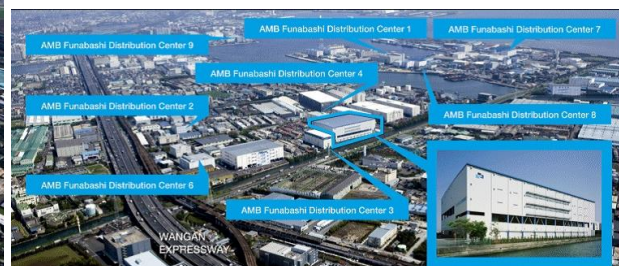 AMB Funabashi Distribution Center 1
AMB Funabashi Distribution Center 7
AMB Funabashi Distribution Center 9
AMB Funabashi Distribution Center 4
AMB Funabashi Distribution Center 2
AMB Funabashi Distribution Center 8
AMB Funabashi Distribution Center 6
AMB Funabashi Distribution Center 3
WANGAN
EXPRESSWAY